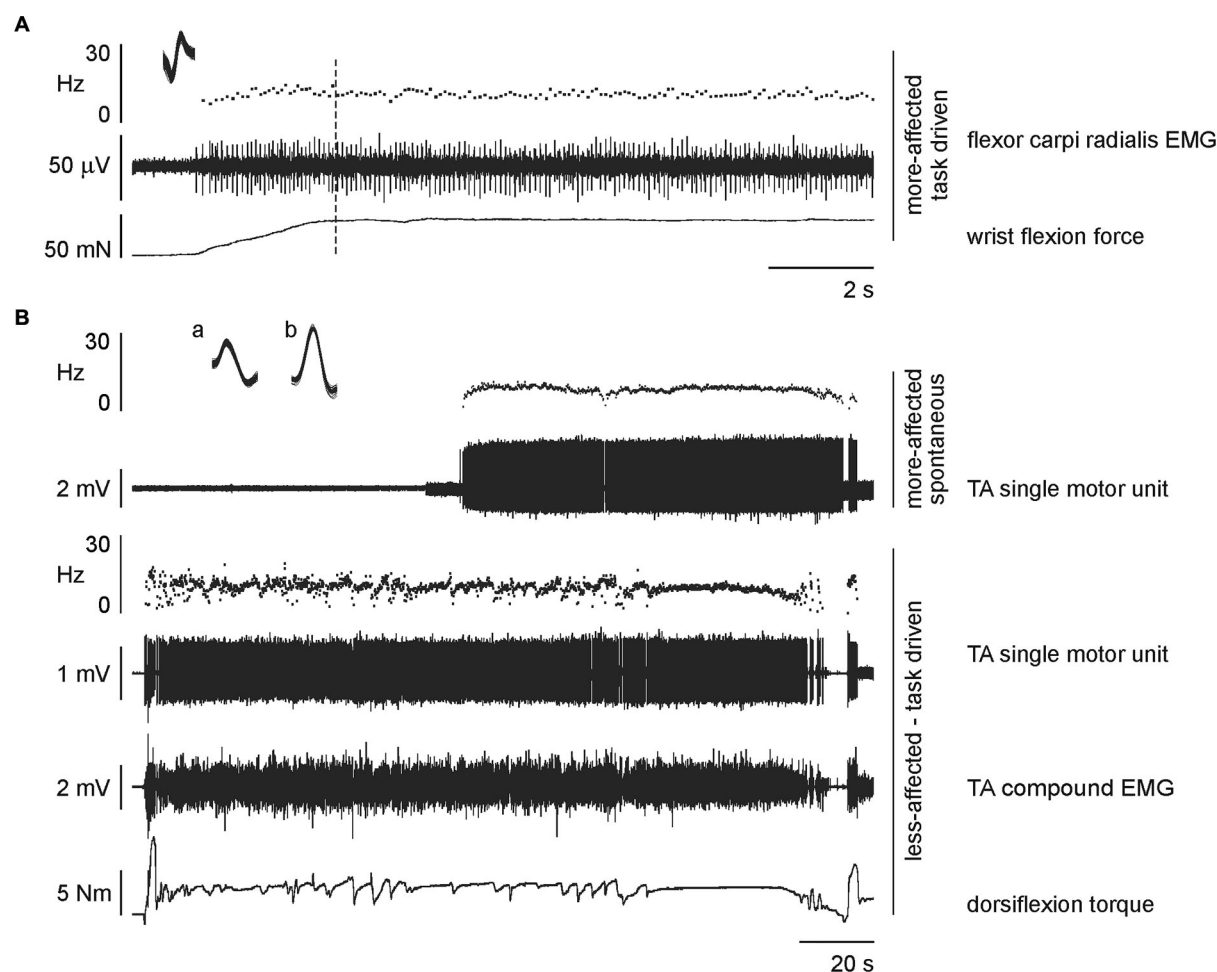 A
30
Hz
0
50 µV
50 mN
more-affected
task driven
flexor carpi radialis EMG
wrist flexion force
2 s
B
a
b
30
Hz
0
2 mV
more-affected
spontaneous
TA single motor unit
30
Hz
0
1 mV
2 mV
5 Nm
less-affected - task driven
TA single motor unit
TA compound EMG
dorsiflexion torque
20 s